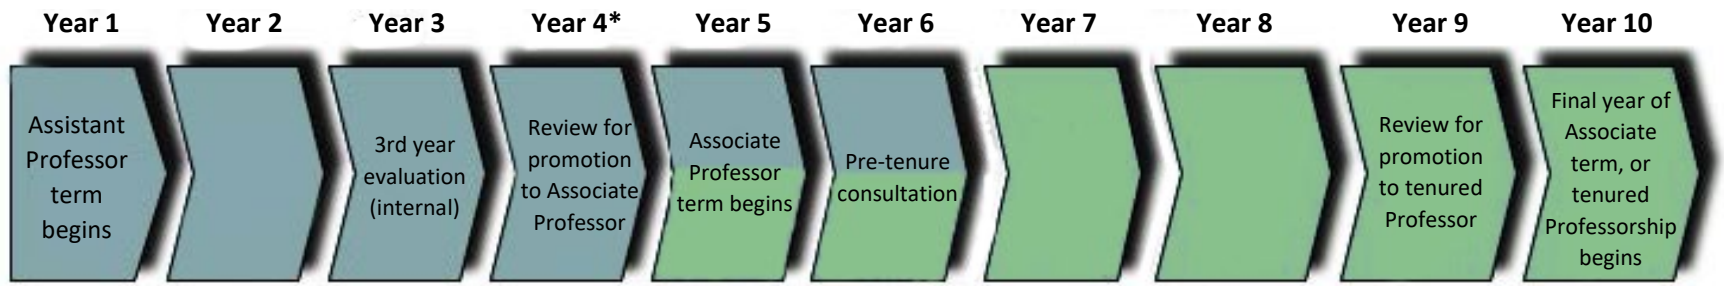 Year 1
Year 2
Year 3
Year 4*
Year 5
Year 6
Year 7
Year 8
Year 9
Year 10
Assistant
Professor
term
begins
3rd year
evaluation
(internal)
Review for
promotion
to Associate
Professor
Associate
Professor
term begins
Pre-tenure
consultation
Review for
promotion
to tenured
Professor
Final year of
Associate
term, or
tenured
Professorship
begins